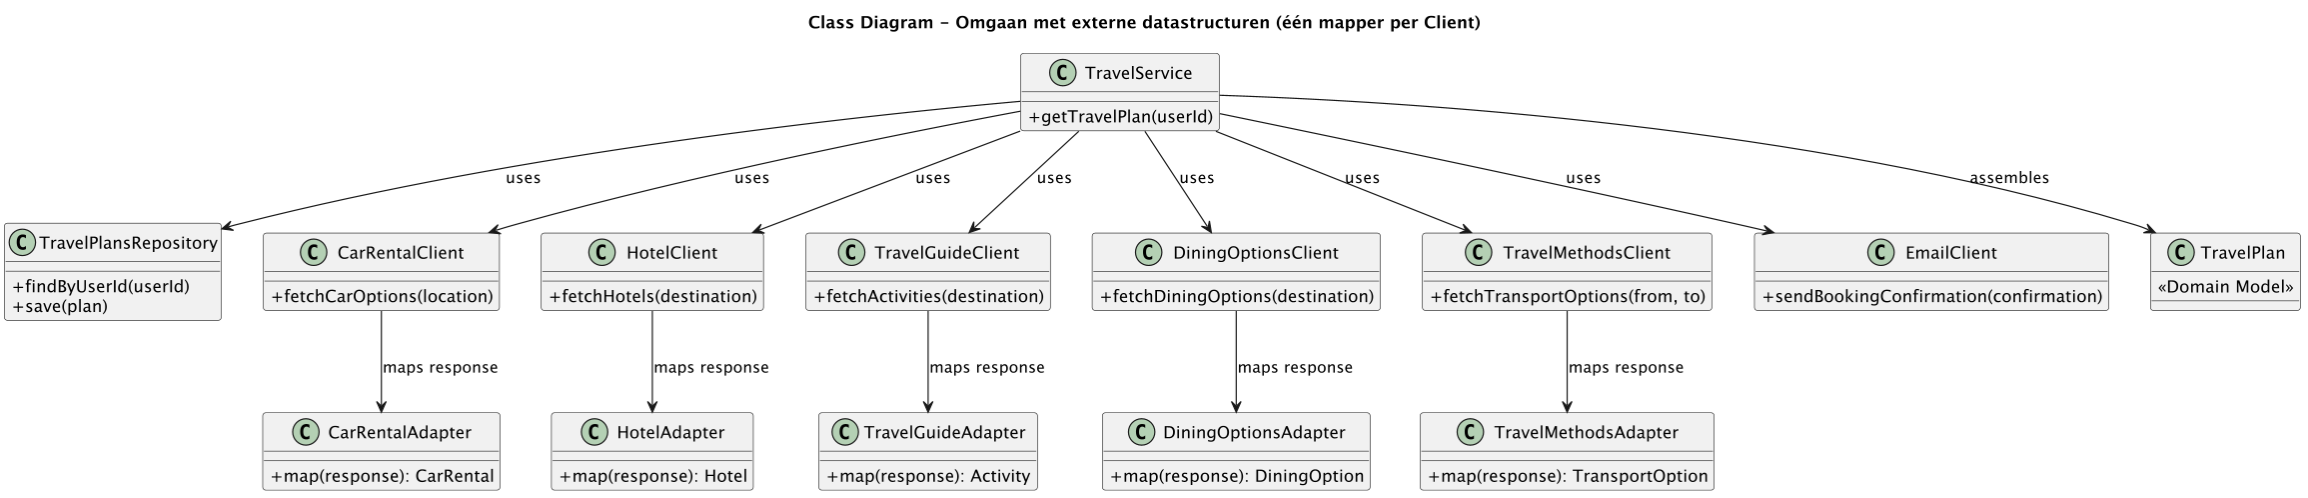 Class Diagram - Omgaan met externe datastructuren (één mapper per Client)
C TravelService
+getTravelPlan(userId)
uses
uses
uses
uses
uses
uses
uses
assembles
C TravelPlansRepository
+findByUserId(userId)
+save(plan)
C CarRentalClient
+fetchCarOptions(location)
C HotelClient
+fetchHotels(destination)
C TravelGuideClient
+fetchActivities(destination)
C DiningOptionsClient
+fetchDiningOptions(destination)
C TravelMethodsClient
+fetchTransportOptions(from, to)
C EmailClient
+sendBookingConfirmation(confirmation)
C TravelPlan
«Domain Model»
maps response
maps response
maps response
maps response
maps response
C CarRentalAdapter
+map(response): CarRental
C HotelAdapter
+map(response): Hotel
C TravelGuideAdapter
+map(response): Activity
C DiningOptionsAdapter
+map(response): DiningOption
C TravelMethodsAdapter
+map(response): TransportOption